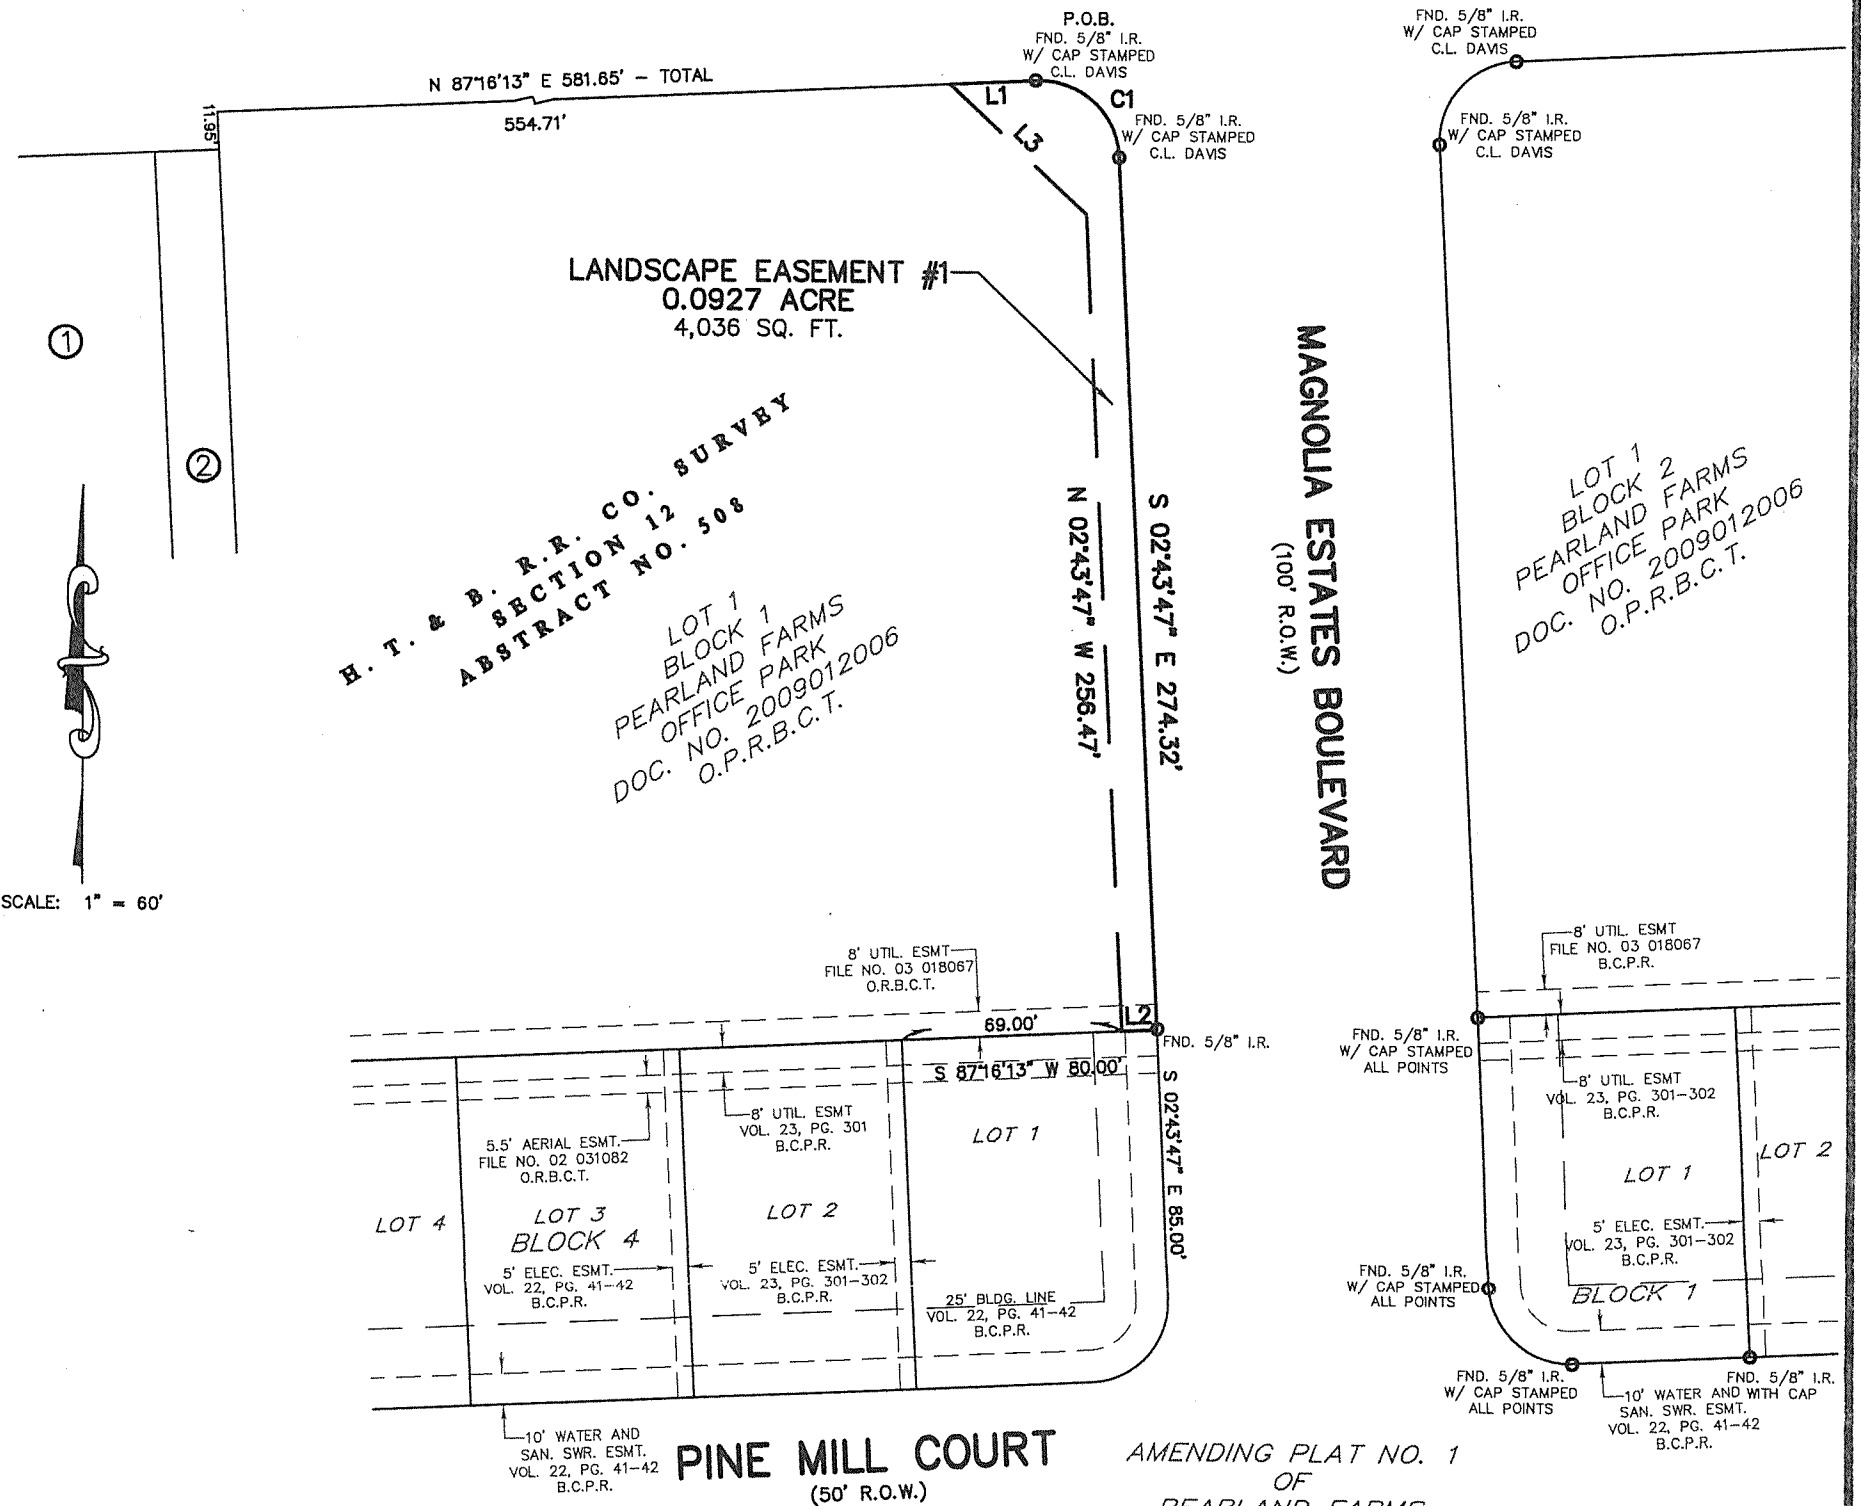 P.O.B.
FND. 5/8" I.R.
W/ CAP STAMPED
C.L. DAVIS
FND. 5/8" I.R.
W/ CAP STAMPED
C.L. DAVIS
N 87°16'13" E 581.65' - TOTAL
554.71'
11.95'
L1
C1
L3
FND. 5/8" I.R.
W/ CAP STAMPED
C.L. DAVIS
FND. 5/8" I.R.
W/ CAP STAMPED
C.L. DAVIS
LANDSCAPE EASEMENT #1
0.0927 ACRE
4,036 SQ. FT.
1
2
H. T. & B. R.R. CO. SURVEY
SECTION 12
ABSTRACT NO. 508
LOT 1
BLOCK 1
PEARLAND FARMS
OFFICE PARK
DOC. NO. 2009012006
O.P.R.B.C.T.
N 02°43'47" W 256.47'
S 02°43'47" E 274.32'
MAGNOLIA ESTATES BOULEVARD
(100' R.O.W.)
LOT 1
BLOCK 2
PEARLAND FARMS
OFFICE PARK
DOC. NO. 2009012006
O.P.R.B.C.T.
SCALE: 1" = 60'
8' UTIL. ESMT
FILE NO. 03 018067
O.R.B.C.T.
8' UTIL. ESMT
FILE NO. 03 018067
B.C.P.R.
L2
69.00'
FND. 5/8" I.R.
S 87°16'13" W 80.00'
FND. 5/8" I.R.
W/ CAP STAMPED
ALL POINTS
S 02°43'47" E 85.00'
8' UTIL. ESMT
VOL. 23, PG. 301
B.C.P.R.
5.5' AERIAL ESMT.
FILE NO. 02 031082
O.R.B.C.T.
LOT 1
8' UTIL. ESMT
VOL. 23, PG. 301-302
B.C.P.R.
LOT 4
LOT 3
BLOCK 4
LOT 2
LOT 1
LOT 2
5' ELEC. ESMT.
VOL. 22, PG. 41-42
B.C.P.R.
5' ELEC. ESMT.
VOL. 23, PG. 301-302
B.C.P.R.
5' ELEC. ESMT.
VOL. 23, PG. 301-302
B.C.P.R.
25' BLDG. LINE
VOL. 22, PG. 41-42
B.C.P.R.
FND. 5/8" I.R.
W/ CAP STAMPED
ALL POINTS
BLOCK 1
FND. 5/8" I.R.
W/ CAP STAMPED
ALL POINTS
FND. 5/8" I.R.
WITH CAP
10' WATER AND
SAN. SWR. ESMT.
VOL. 22, PG. 41-42
B.C.P.R.
10' WATER AND
SAN. SWR. ESMT.
VOL. 22, PG. 41-42
B.C.P.R.
PINE MILL COURT
(50' R.O.W.)
AMENDING PLAT NO. 1
OF
PEARLAND FARMS